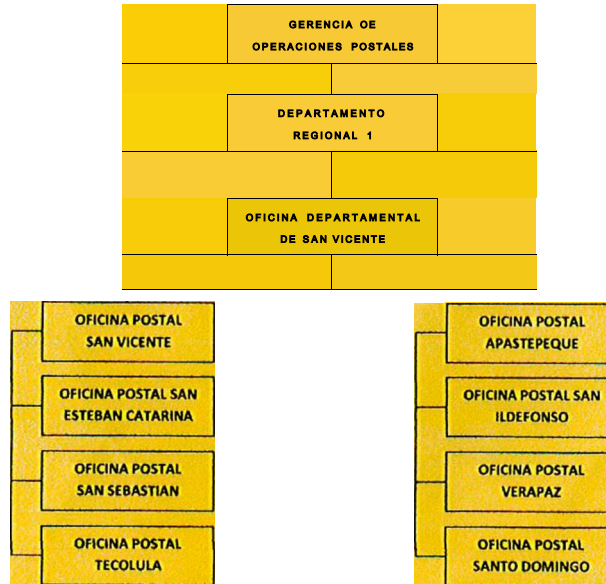 GERENCIA OE
OPERACIONES POSTALES
DEPARTAMENTO
REGIONAL 1
OFICINA DEPARTAMENTAL
DE SAN VICENTE
OFICINA POSTAL
SAN VICENTE
OFICINA POSTAL SAN
ESTEBAN CATARINA
OFICINA POSTAL
SAN SEBASTIAN
OFICINA POSTAL
TECOLULA
OFICINA POSTAL
APASTEPEQUE
OFICINA POSTAL SAN
ILDEFONSO
OFICINA POSTAL
VERAPAZ
OFICINA POSTAL
SANTO DOMINGO